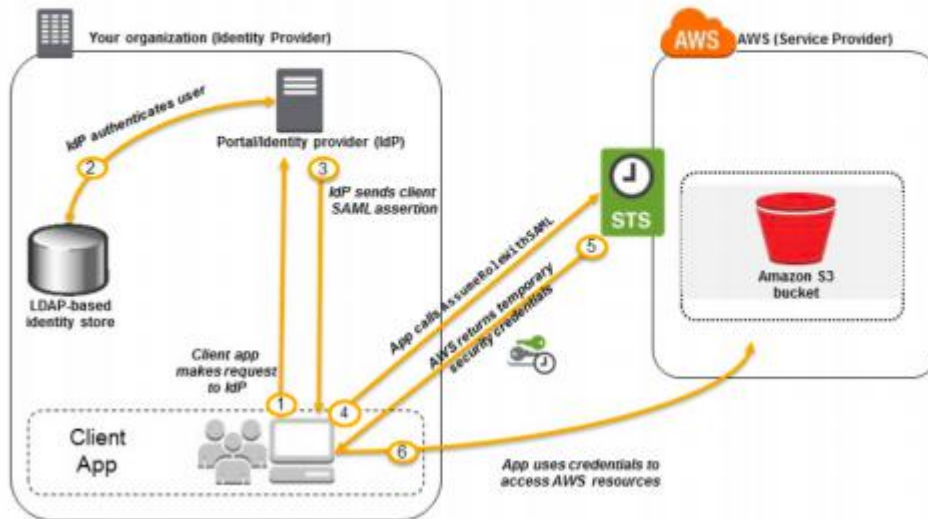 Your organization (Identity Provider)
AWS
AWS (Service Provider)
IdP authenticates user
2
Portal/Identity provider (IdP)
3
IdP sends client
SAML assertion
STS
LDAP-based
identity store
App calls AssumeRolewithSAML
5
AWS returns temporary
security credentials
Amazon S3
bucket
Client app
makes request
to IdP
1
4
Client
App
6
App uses credentials to
access AWS resources